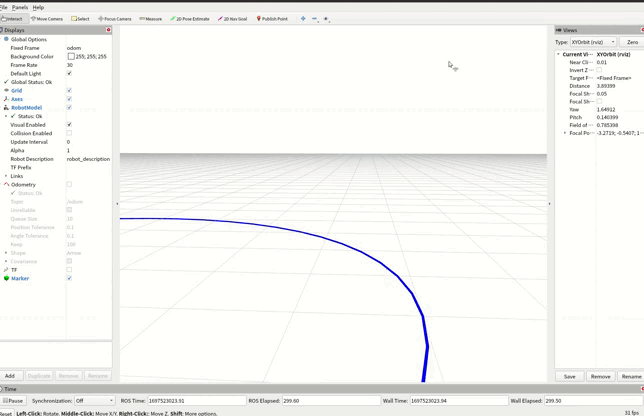 File Panels Help
Interact Move Camera Select Focus Camera Measure 2D Pose Estimate 2D Nav Goal Publish Point
Displays
Global Options
Fixed Frame odom
Background Color 255; 255; 255
Frame Rate 30
Default Light
Global Status: Ok
Grid
Axes
RobotModel
Status: Ok
Visual Enabled
Collision Enabled
Update Interval 0
Alpha 1
Robot Description robot_description
TF Prefix
Links
Odometry
Status: Ok
Topic /odom
Unreliable
Queue Size 10
Position Tolerance 0.1
Angle Tolerance 0.1
Keep 100
Shape Arrow
Covariance
TF
Marker
Add Duplicate Remove Rename
Views
Type: XYOrbit (rviz) Zero
Current Vi··· XYOrbit (rviz)
Near Cli··· 0.01
Invert Z···
Target F··· <Fixed Frame>
Distance 3.89399
Focal Sh··· 0.05
Focal Sh···
Yaw 1.64912
Pitch 0.140399
Field of ··· 0.785398
Focal Po··· -3.2719; -0.5407; 1···
Save Remove Rename
Time
Pause Synchronization: Off ROS Time: 1697523023.91 ROS Elapsed: 299.60 Wall Time: 1697523023.94 Wall Elapsed: 299.50
Reset Left-Click: Rotate. Middle-Click: Move X/Y. Right-Click: Move Z. Shift: More options. 31 fps